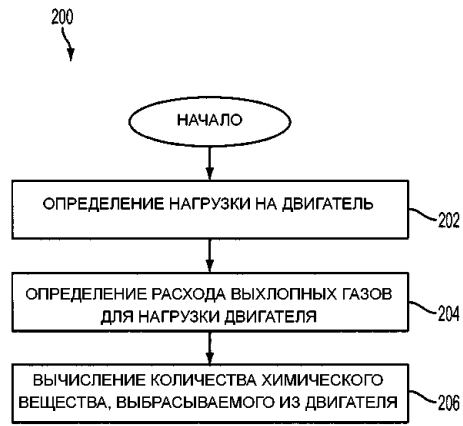 200
НАЧАЛО
ОПРЕДЕЛЕНИЕ НАГРУЗКИ НА ДВИГАТЕЛЬ
202
ОПРЕДЕЛЕНИЕ РАСХОДА ВЫХЛОПНЫХ ГАЗОВ
ДЛЯ НАГРУЗКИ ДВИГАТЕЛЯ
204
ВЫЧИСЛЕНИЕ КОЛИЧЕСТВА ХИМИЧЕСКОГО
ВЕЩЕСТВА, ВЫБРАСЫВАЕМОГО ИЗ ДВИГАТЕЛЯ
206